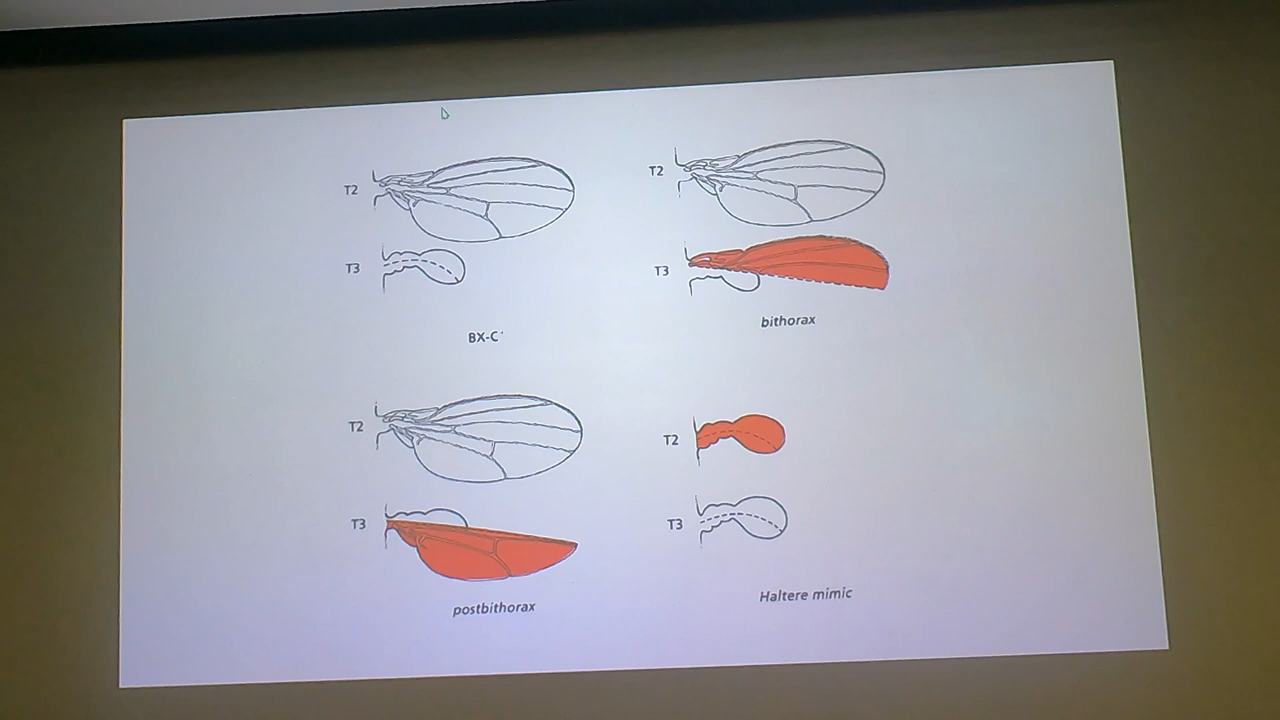 T2
T3
BX-C⁺
T2
T3
bithorax
T2
T3
postbithorax
T2
T3
Haltere mimic